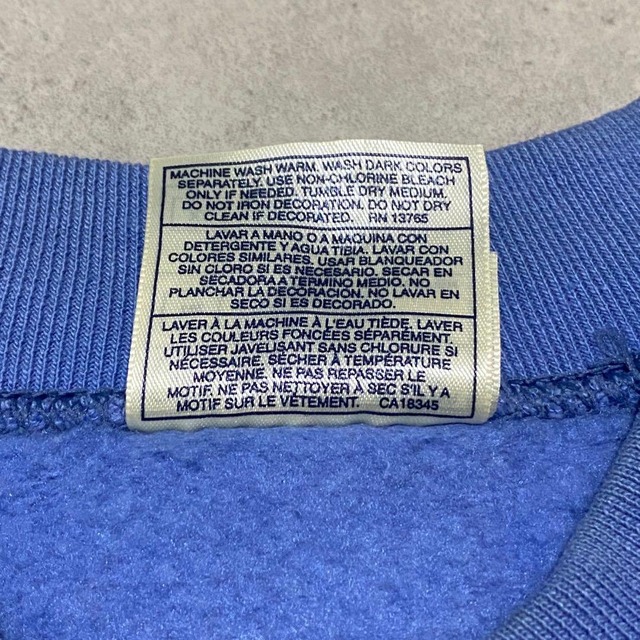 MACHINE WASH WARM. WASH DARK COLORS
SEPARATELY. USE NON-CHLORINE BLEACH
ONLY IF NEEDED. TUMBLE DRY MEDIUM.
DO NOT IRON DECORATION. DO NOT DRY
CLEAN IF DECORATED. RN 13765
LAVAR A MANO O A MAQUINA CON
DETERGENTE Y AGUA TIBIA. LAVAR CON
COLORES SIMILARES. USAR BLANQUEADOR
SIN CLORO SI ES NECESARIO. SECAR EN
SECADORA A TERMINO MEDIO. NO
PLANCHAR LA DECORACION. NO LAVAR EN
SECO SI ES DECORADO.
LAVER À LA MACHINE À L'EAU TIÈDE. LAVER
LES COULEURS FONCÉES SÉPARÉMENT.
UTILISER JAVELISANT SANS CHLORURE SI
NÉCESSAIRE. SÉCHER À TEMPÉRATURE
MOYENNE. NE PAS REPASSER LE
MOTIF. NE PAS NETTOYER À SEC S'IL Y A
MOTIF SUR LE VÊTEMENT. CA18345